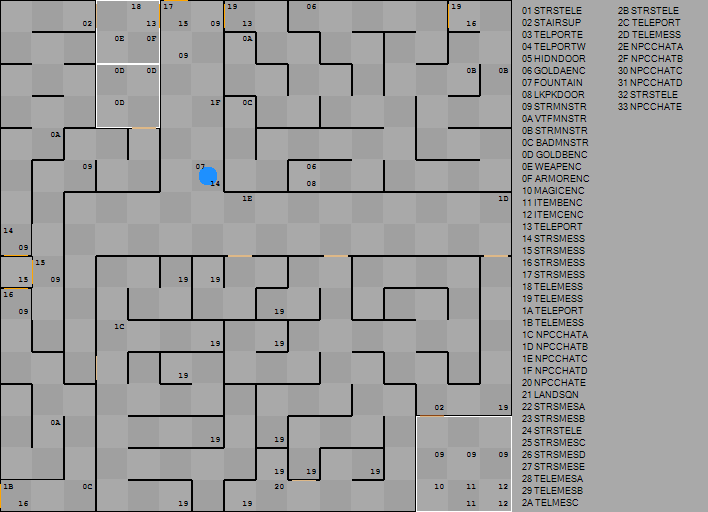 18 17 19 06 19
02 13 15 09 13 16
0E 0F 0A
09
0D 0D 0B 0B
0D 1F 0C
0A
09 07 06
14 08
1E 1D
14
09
15
15 09 19 19
16
09 19
1C
19 19
19
02 19
0A
19 19
09 09 09
19 19 19
1B 0C 20 10 11 12
16 19 19 11 12
01 STRSTELE
02 STAIRSUP
03 TELPORTE
04 TELPORTW
05 HIDNDOOR
06 GOLDAENC
07 FOUNTAIN
08 LKPKDOOR
09 STRMNSTR
0A VTFMNSTR
0B STRMNSTR
0C BADMNSTR
0D GOLDBENC
0E WEAPENC
0F ARMORENC
10 MAGICENC
11 ITEMBENC
12 ITEMCENC
13 TELEPORT
14 STRSMESS
15 STRSMESS
16 STRSMESS
17 STRSMESS
18 TELEMESS
19 TELEMESS
1A TELEPORT
1B TELEMESS
1C NPCCHATA
1D NPCCHATB
1E NPCCHATC
1F NPCCHATD
20 NPCCHATE
21 LANDSQN
22 STRSMESA
23 STRSMESB
24 STRSTELE
25 STRSMESC
26 STRSMESD
27 STRSMESE
28 TELEMESA
29 TELEMESB
2A TELMESC
2B STRSTELE
2C TELEPORT
2D TELEMESS
2E NPCCHATA
2F NPCCHATB
30 NPCCHATC
31 NPCCHATD
32 STRSTELE
33 NPCCHATE